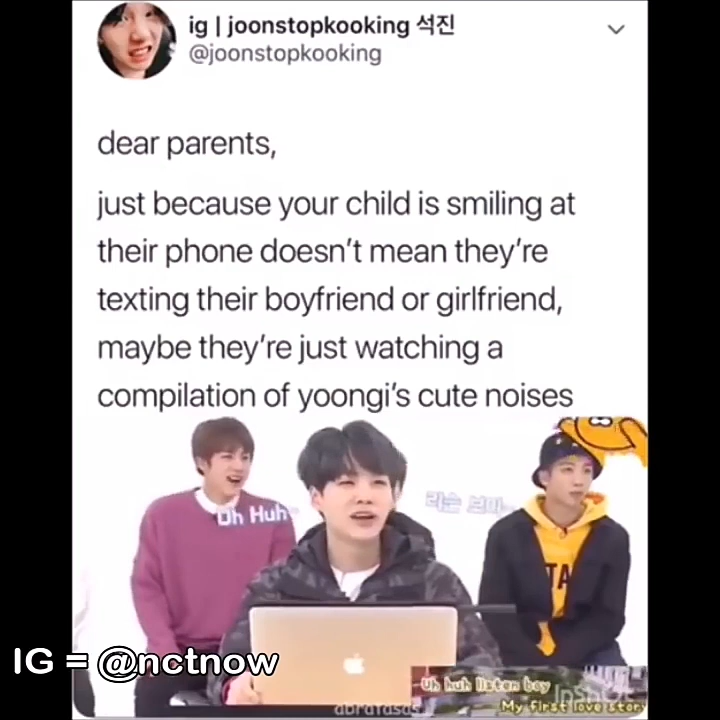 ig | joonstopkooking 석진
@joonstopkooking
dear parents,
just because your child is smiling at
their phone doesn't mean they're
texting their boyfriend or girlfriend,
maybe they're just watching a
compilation of yoongi's cute noises
Uh Huh~
TA
IG = @nctnow
Uh huh listen boy
My first love story
InShOt